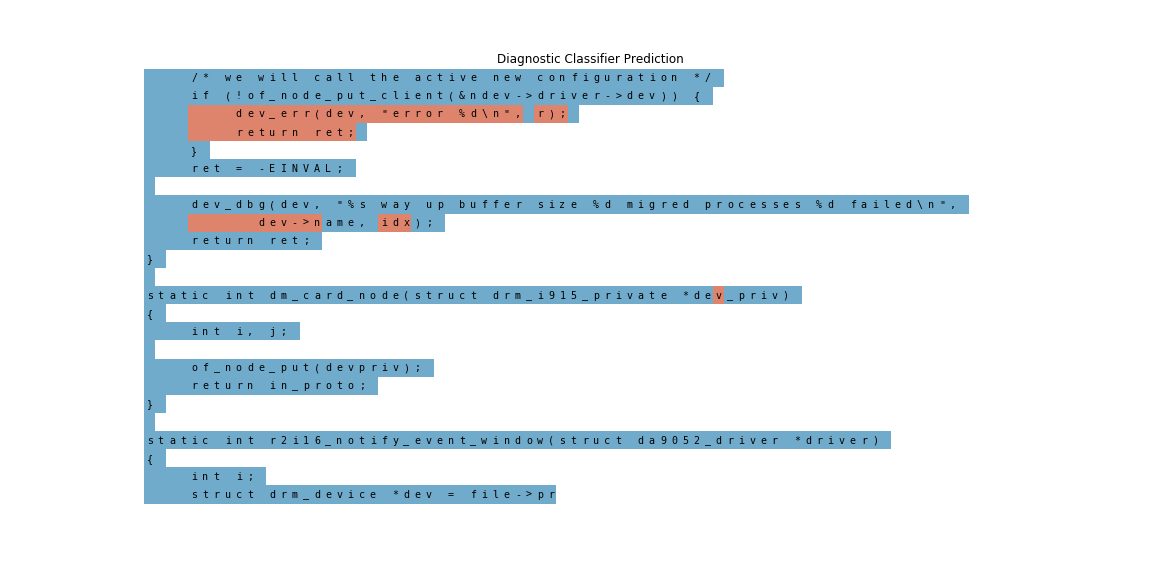 Diagnostic Classifier Prediction
/* we will call the active new configuration */
if (!of_node_put_client(&ndev->driver->dev)) {
dev_err(dev, "error %d\n", r);
return ret;
}
ret = -EINVAL;
dev_dbg(dev, "%s way up buffer size %d migred processes %d failed\n",
dev->name, idx);
return ret;
}
static int dm_card_node(struct drm_i915_private *dev_priv)
{
int i, j;
of_node_put(devpriv);
return in_proto;
}
static int r2i16_notify_event_window(struct da9052_driver *driver)
{
int i;
struct drm_device *dev = file->pr